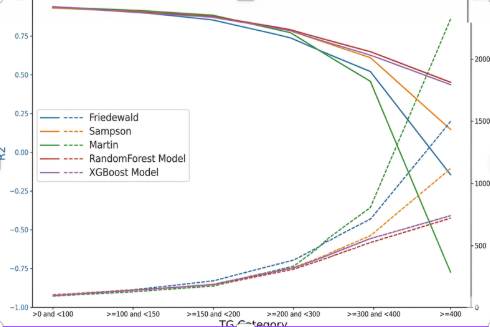 0.75
0.50
0.25
0.00
−0.25
−0.50
−0.75
−1.00
R2
Friedewald
Sampson
Martin
RandomForest Model
XGBoost Model
2000
1500
1000
500
0
>0 and <100
>=100 and <150
>=150 and <200
>=200 and <300
>=300 and <400
>=400
TG Category